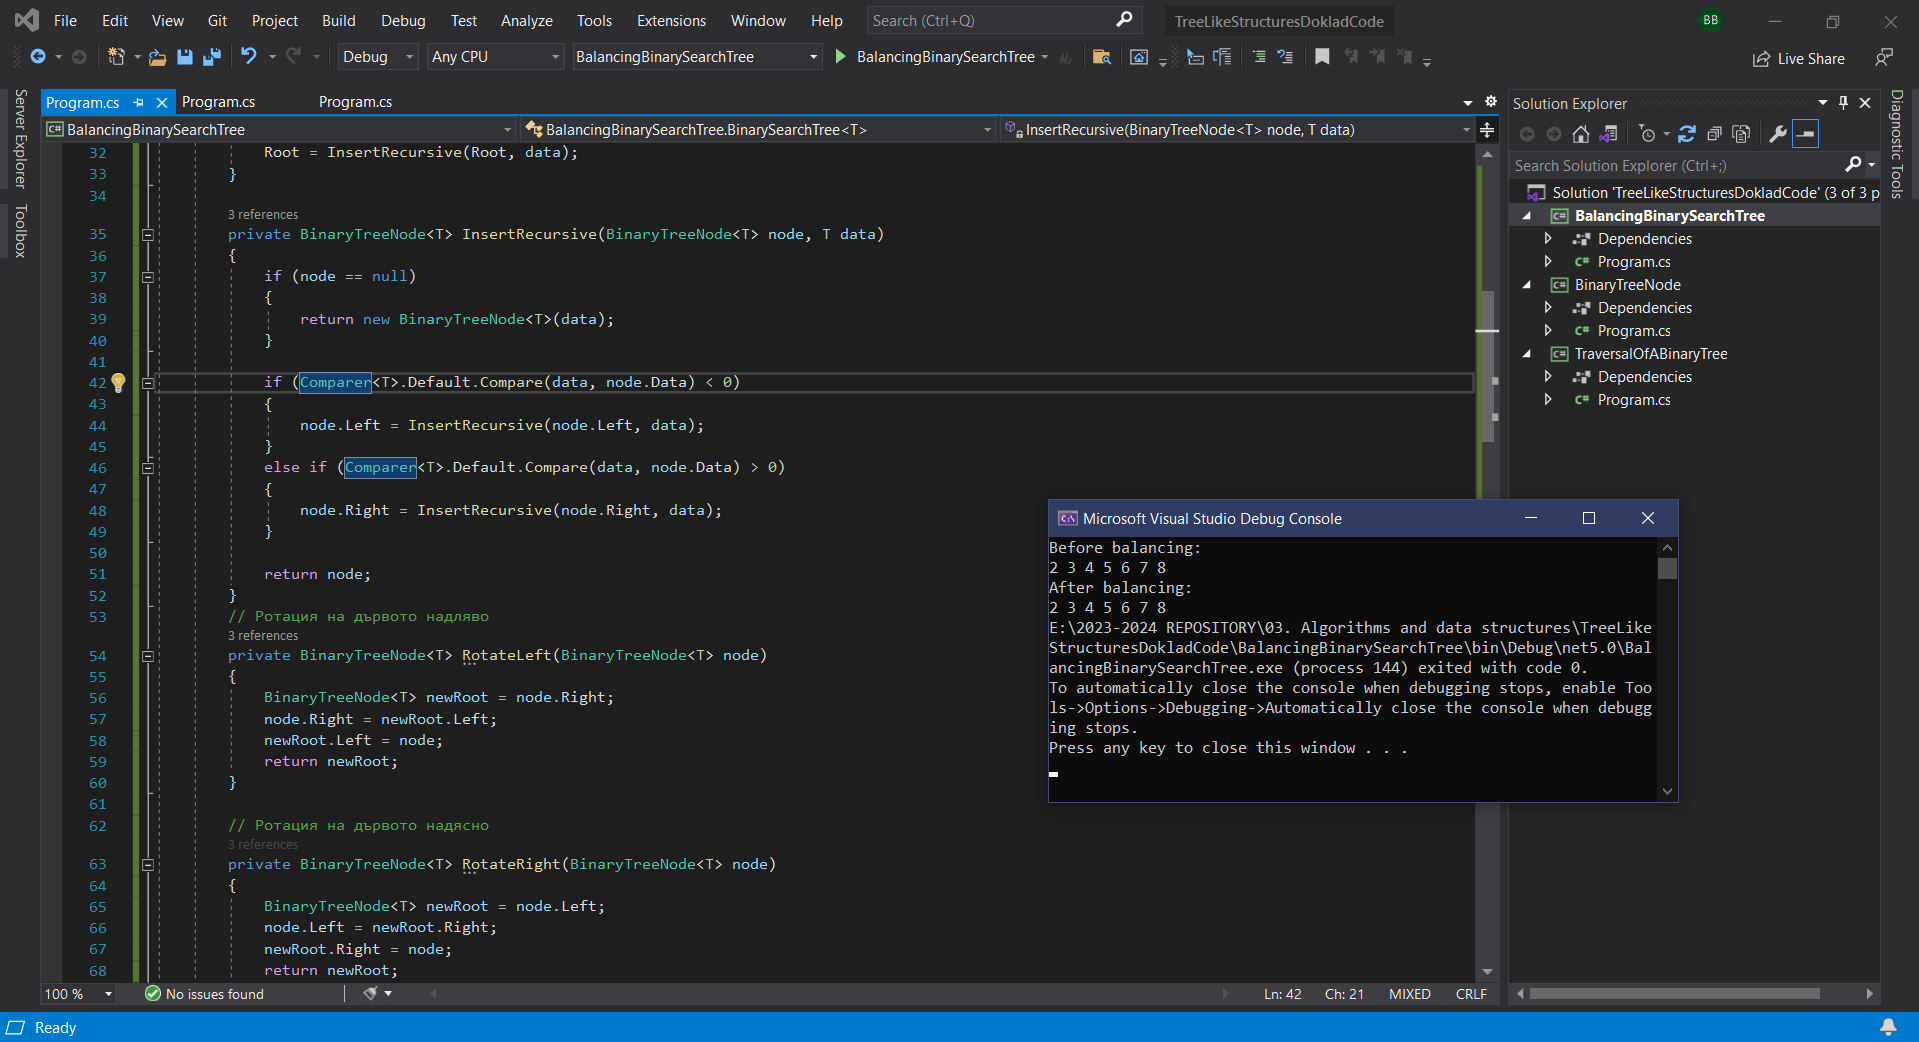 File Edit View Git Project Build Debug Test Analyze Tools Extensions Window Help Search (Ctrl+Q) TreeLikeStructuresDokladCode BB
Debug Any CPU BalancingBinarySearchTree BalancingBinarySearchTree Live Share
Server Explorer
Toolbox
Program.cs Program.cs Program.cs
C# BalancingBinarySearchTree BalancingBinarySearchTree.BinarySearchTree<T> InsertRecursive(BinaryTreeNode<T> node, T data)
32 Root = InsertRecursive(Root, data);
33 }
34
3 references
35 private BinaryTreeNode<T> InsertRecursive(BinaryTreeNode<T> node, T data)
36 {
37 if (node == null)
38 {
39 return new BinaryTreeNode<T>(data);
40 }
41
42 if (Comparer<T>.Default.Compare(data, node.Data) < 0)
43 {
44 node.Left = InsertRecursive(node.Left, data);
45 }
46 else if (Comparer<T>.Default.Compare(data, node.Data) > 0)
47 {
48 node.Right = InsertRecursive(node.Right, data);
49 }
50
51 return node;
52 }
53 // Ротация на дървото надляво
3 references
54 private BinaryTreeNode<T> RotateLeft(BinaryTreeNode<T> node)
55 {
56 BinaryTreeNode<T> newRoot = node.Right;
57 node.Right = newRoot.Left;
58 newRoot.Left = node;
59 return newRoot;
60 }
61
62 // Ротация на дървото надясно
3 references
63 private BinaryTreeNode<T> RotateRight(BinaryTreeNode<T> node)
64 {
65 BinaryTreeNode<T> newRoot = node.Left;
66 node.Left = newRoot.Right;
67 newRoot.Right = node;
68 return newRoot;
100 % No issues found Ln: 42 Ch: 21 MIXED CRLF
Microsoft Visual Studio Debug Console
Before balancing:
2 3 4 5 6 7 8
After balancing:
2 3 4 5 6 7 8
E:\2023-2024 REPOSITORY\03. Algorithms and data structures\TreeLike
StructuresDokladCode\BalancingBinarySearchTree\bin\Debug\net5.0\Bal
ancingBinarySearchTree.exe (process 144) exited with code 0.
To automatically close the console when debugging stops, enable Too
ls->Options->Debugging->Automatically close the console when debugg
ing stops.
Press any key to close this window . . .
Solution Explorer
Search Solution Explorer (Ctrl+;)
Solution 'TreeLikeStructuresDokladCode' (3 of 3 p
C# BalancingBinarySearchTree
Dependencies
C# Program.cs
C# BinaryTreeNode
Dependencies
C# Program.cs
C# TraversalOfABinaryTree
Dependencies
C# Program.cs
Diagnostic Tools
Ready